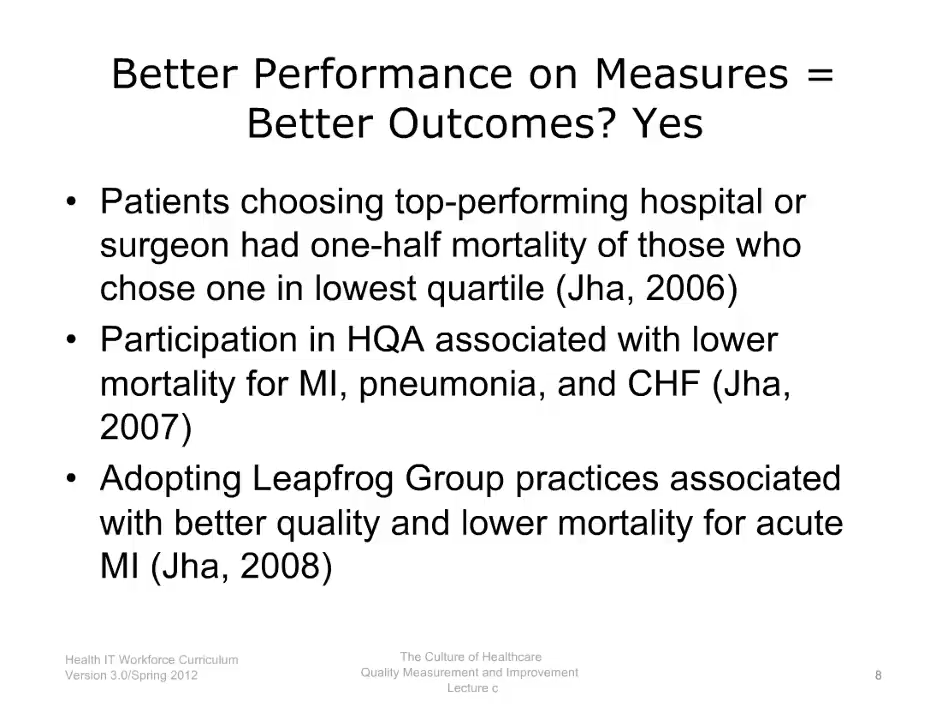 Better Performance on Measures =
Better Outcomes? Yes
• Patients choosing top-performing hospital or
surgeon had one-half mortality of those who
chose one in lowest quartile (Jha, 2006)
• Participation in HQA associated with lower
mortality for MI, pneumonia, and CHF (Jha,
2007)
• Adopting Leapfrog Group practices associated
with better quality and lower mortality for acute
MI (Jha, 2008)
Health IT Workforce Curriculum
Version 3.0/Spring 2012
The Culture of Healthcare
Quality Measurement and Improvement
Lecture c
8